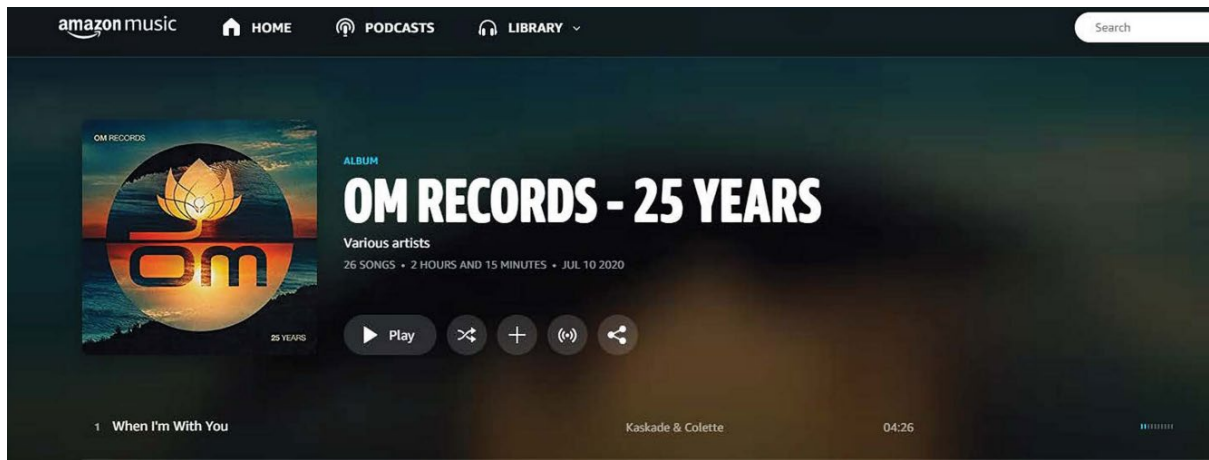 amazon music HOME PODCASTS LIBRARY Search
OM RECORDS
om
25 YEARS
ALBUM
OM RECORDS - 25 YEARS
Various artists
26 SONGS • 2 HOURS AND 15 MINUTES • JUL 10 2020
Play
1 When I'm With You Kaskade & Colette 04:26